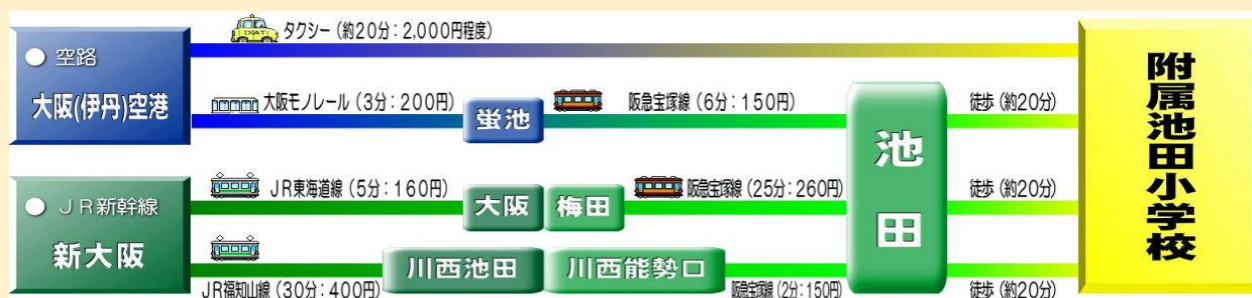 タクシー (約20分:2,000円程度)
● 空路
大阪(伊丹)空港
大阪モノレール (3分:200円)
蛍池
阪急宝塚線 (6分:150円)
徒歩 (約20分)
JR東海道線 (5分:160円)
● JR新幹線
新大阪
大阪
梅田
阪急宝塚線 (25分:260円)
徒歩 (約20分)
川西池田
川西能勢口
JR福知山線 (30分:400円)
阪急宝塚線 (2分:150円)
徒歩 (約20分)
池田
附属池田小学校